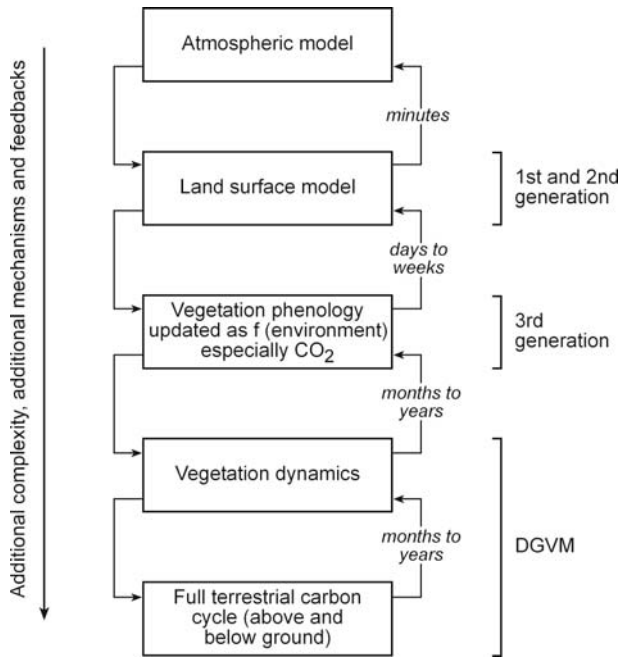 Additional complexity, additional mechanisms and feedbacks
Atmospheric model
minutes
Land surface model
1st and 2nd
generation
days to
weeks
Vegetation phenology
updated as f (environment)
especially CO₂
3rd
generation
months to
years
Vegetation dynamics
DGVM
months to
years
Full terrestrial carbon
cycle (above and
below ground)